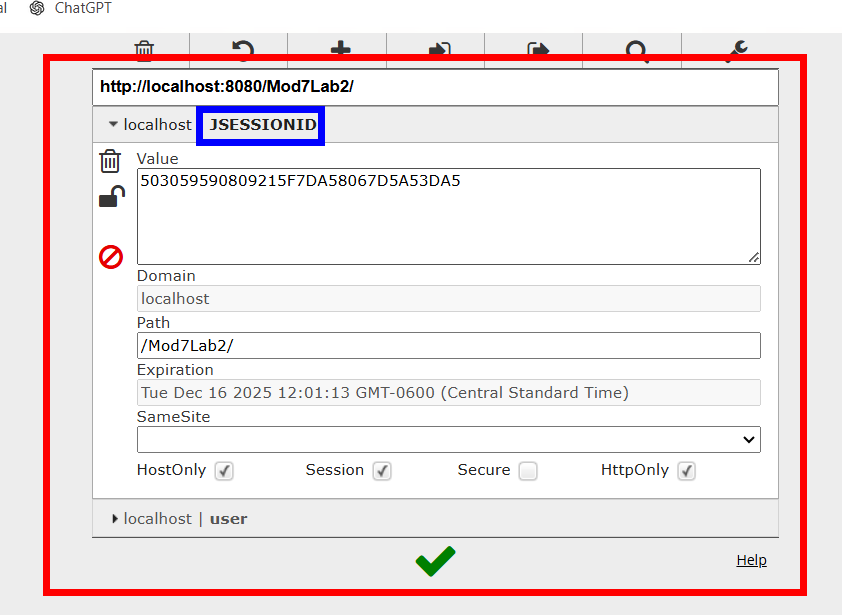 al ChatGPT
http://localhost:8080/Mod7Lab2/
localhost JSESSIONID
Value
503059590809215F7DA58067D5A53DA5
Domain
localhost
Path
/Mod7Lab2/
Expiration
Tue Dec 16 2025 12:01:13 GMT-0600 (Central Standard Time)
SameSite
HostOnly Session Secure HttpOnly
localhost | user
Help